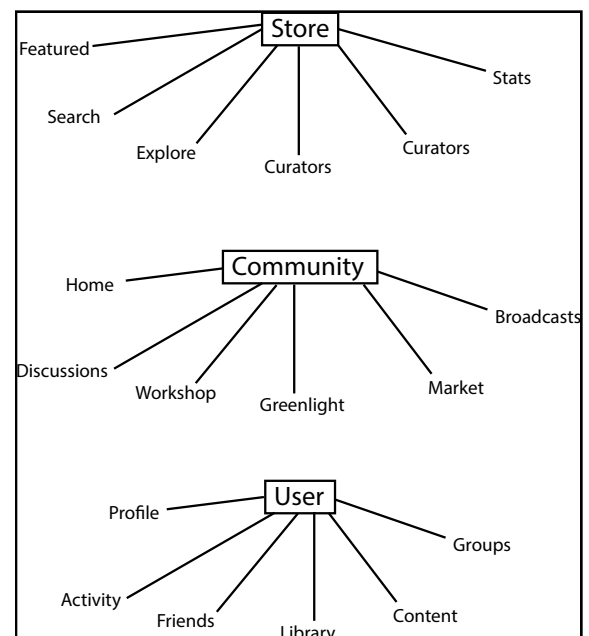 Store
Featured
Search
Explore
Curators
Curators
Stats
Community
Home
Discussions
Workshop
Greenlight
Market
Broadcasts
User
Profile
Activity
Friends
Library
Content
Groups